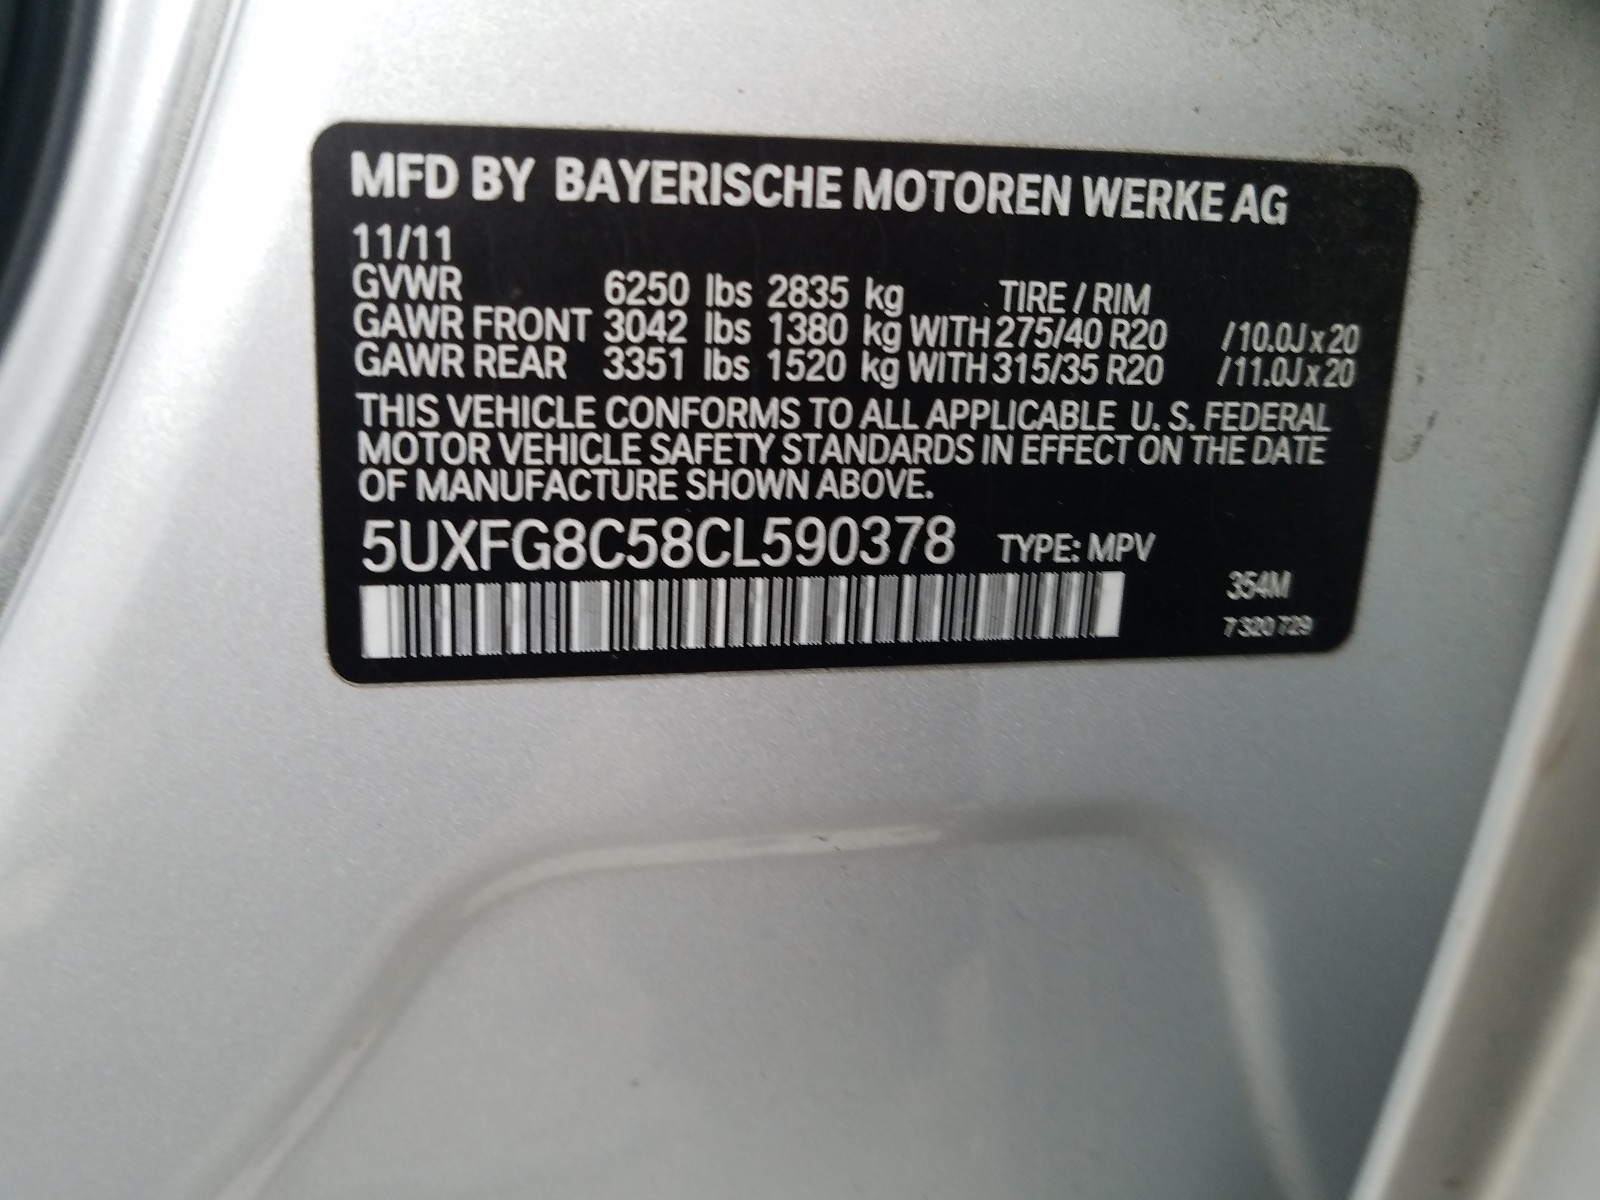 MFD BY BAYERISCHE MOTOREN WERKE AG
11/11
GVWR 6250 lbs 2835 kg TIRE / RIM
GAWR FRONT 3042 lbs 1380 kg WITH 275/40 R20 /10.0J x 20
GAWR REAR 3351 lbs 1520 kg WITH 315/35 R20 /11.0J x 20
THIS VEHICLE CONFORMS TO ALL APPLICABLE U. S. FEDERAL
MOTOR VEHICLE SAFETY STANDARDS IN EFFECT ON THE DATE
OF MANUFACTURE SHOWN ABOVE.
5UXFG8C58CL590378 TYPE: MPV
354M
7 320 729